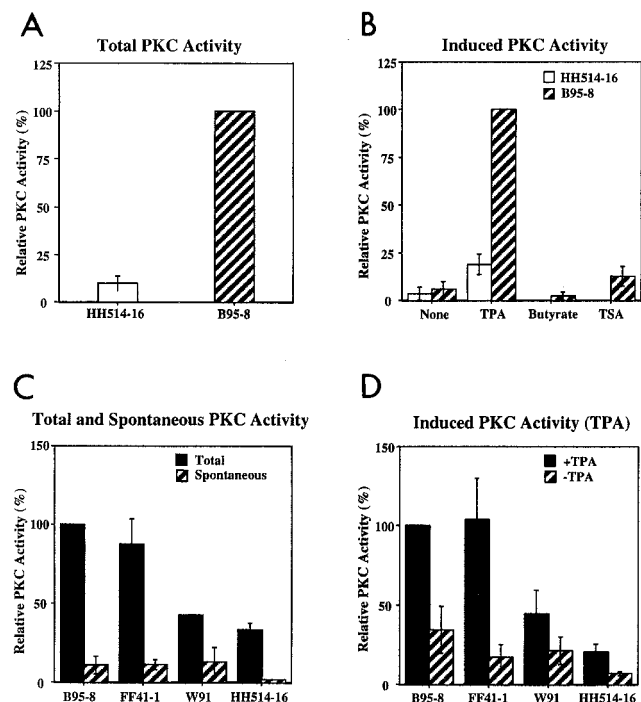 A
Total PKC Activity
Relative PKC Activity (%)
125
100
75
50
25
0
HH514-16 B95-8
B
Induced PKC Activity
HH514-16
B95-8
Relative PKC Activity (%)
125
100
75
50
25
0
None TPA Butyrate TSA
C
Total and Spontaneous PKC Activity
Total
Spontaneous
Relative PKC Activity (%)
150
100
50
0
B95-8 FF41-1 W91 HH514-16
D
Induced PKC Activity (TPA)
+TPA
-TPA
Relative PKC Activity (%)
150
100
50
0
B95-8 FF41-1 W91 HH514-16